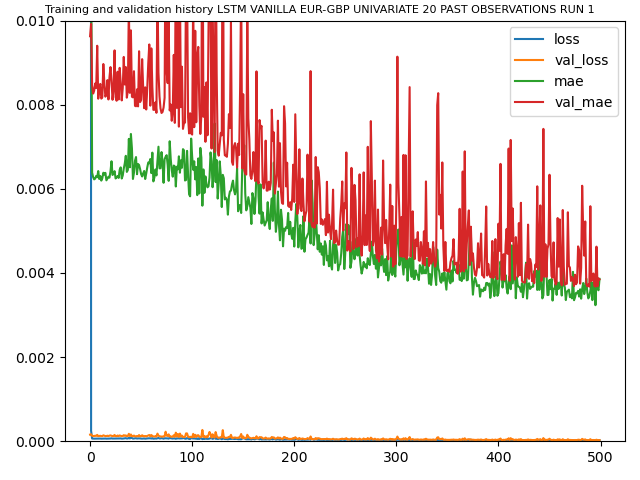 Training and validation history LSTM VANILLA EUR-GBP UNIVARIATE 20 PAST OBSERVATIONS RUN 1
0.010
0.008
0.006
0.004
0.002
0.000
loss
val_loss
mae
val_mae
0
100
200
300
400
500